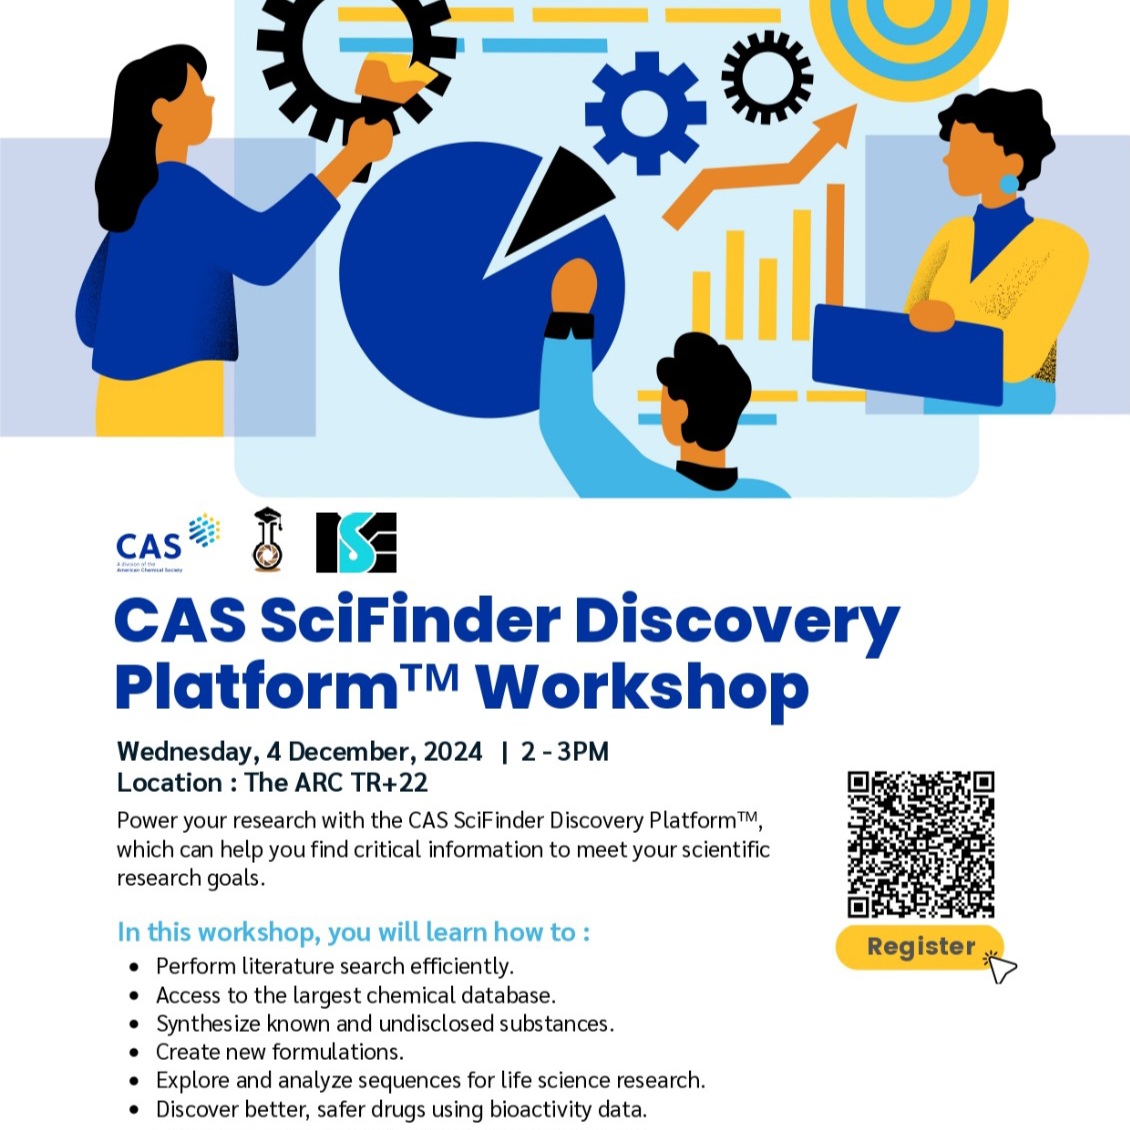 CAS
A division of the
American Chemical Society
ISE
CAS SciFinder Discovery
Platform™ Workshop
Wednesday, 4 December, 2024 | 2 - 3PM
Location : The ARC TR+22
Power your research with the CAS SciFinder Discovery Platform™,
which can help you find critical information to meet your scientific
research goals.
Register
In this workshop, you will learn how to :
• Perform literature search efficiently.
• Access to the largest chemical database.
• Synthesize known and undisclosed substances.
• Create new formulations.
• Explore and analyze sequences for life science research.
• Discover better, safer drugs using bioactivity data.